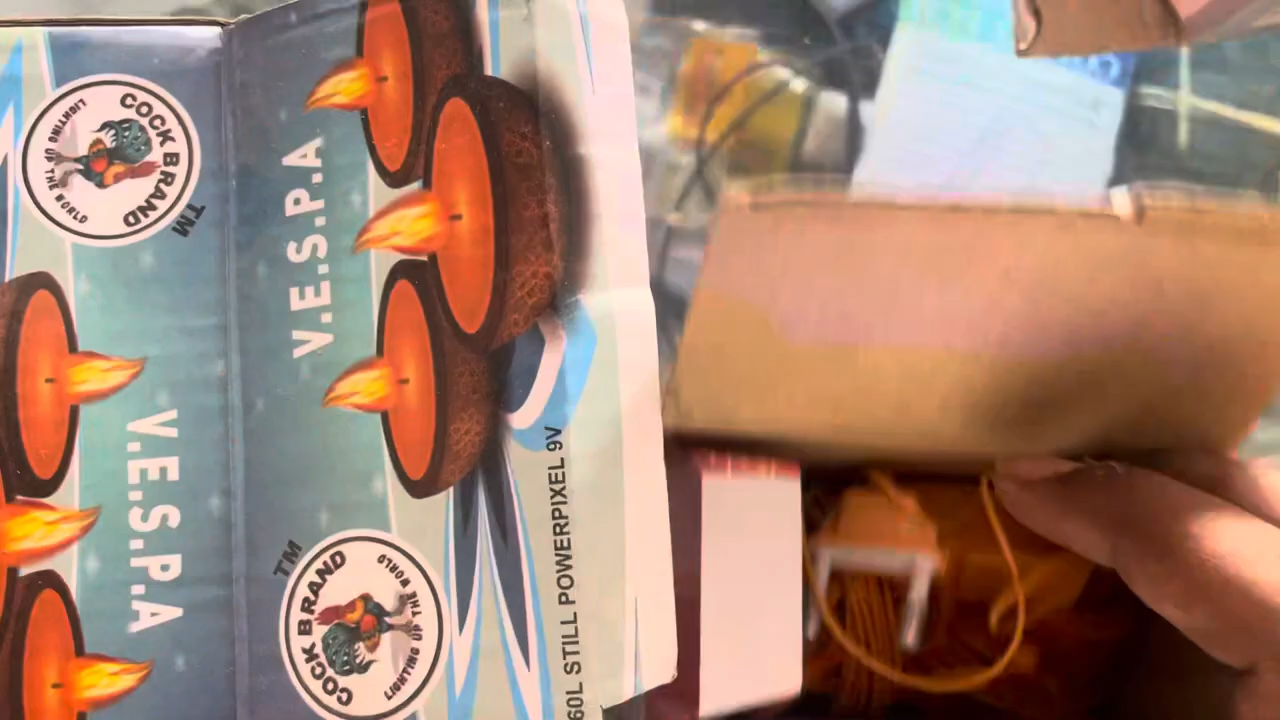 COCK BRAND
LIGHTING UP THE WORLD
TM
V.E.S.P.A
V.E.S.P.A
TM
COCK BRAND
LIGHTING UP THE WORLD
60L STILL POWERPIXEL 9V